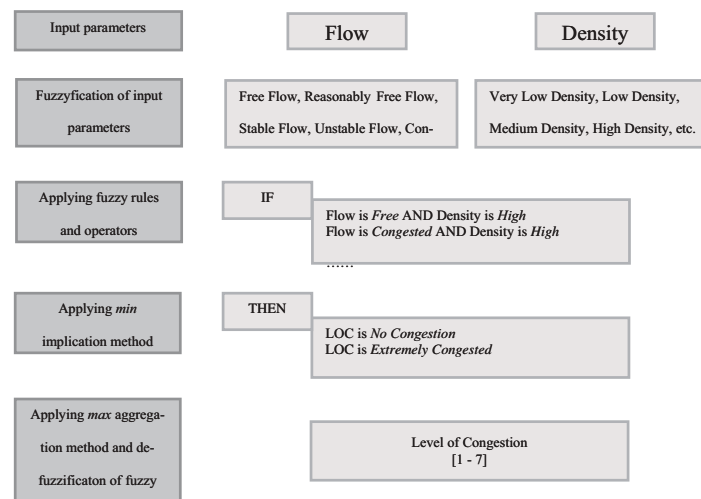 Input parameters
Flow
Density
Fuzzyfication of input
parameters
Free Flow, Reasonably Free Flow,
Stable Flow, Unstable Flow, Con-
Very Low Density, Low Density,
Medium Density, High Density, etc.
Applying fuzzy rules
and operators
IF
Flow is Free AND Density is High
Flow is Congested AND Density is High
......
Applying min
implication method
THEN
LOC is No Congestion
LOC is Extremely Congested
Applying max aggrega-
tion method and de-
fuzzificaton of fuzzy
Level of Congestion
[1 - 7]